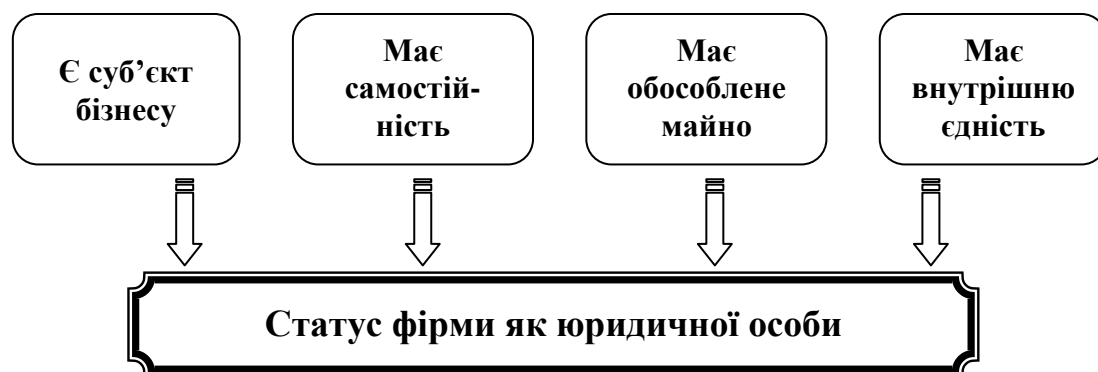 Є суб’єкт
бізнесу
Має
самостій-
ність
Має
обособлене
майно
Має
внутрішню
єдність
Статус фірми як юридичної особи